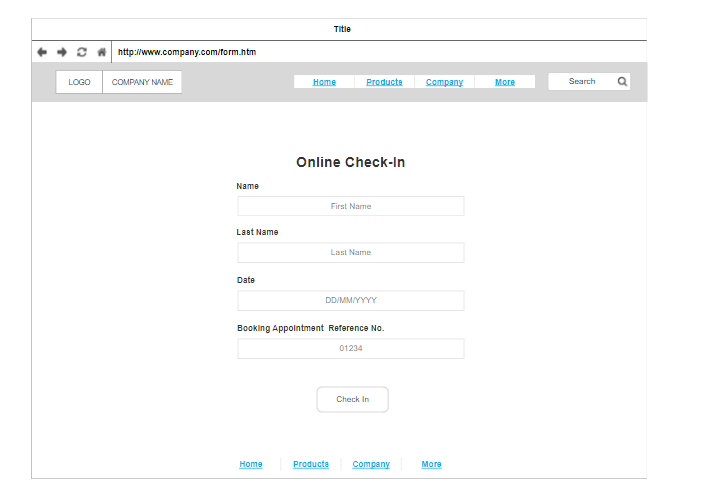 Title
http://www.company.com/form.htm
LOGO COMPANY NAME Home Products Company More Search
Online Check-In
Name
First Name
Last Name
Last Name
Date
DD/MM/YYYY
Booking Appointment Reference No.
01234
Check In
Home Products Company More